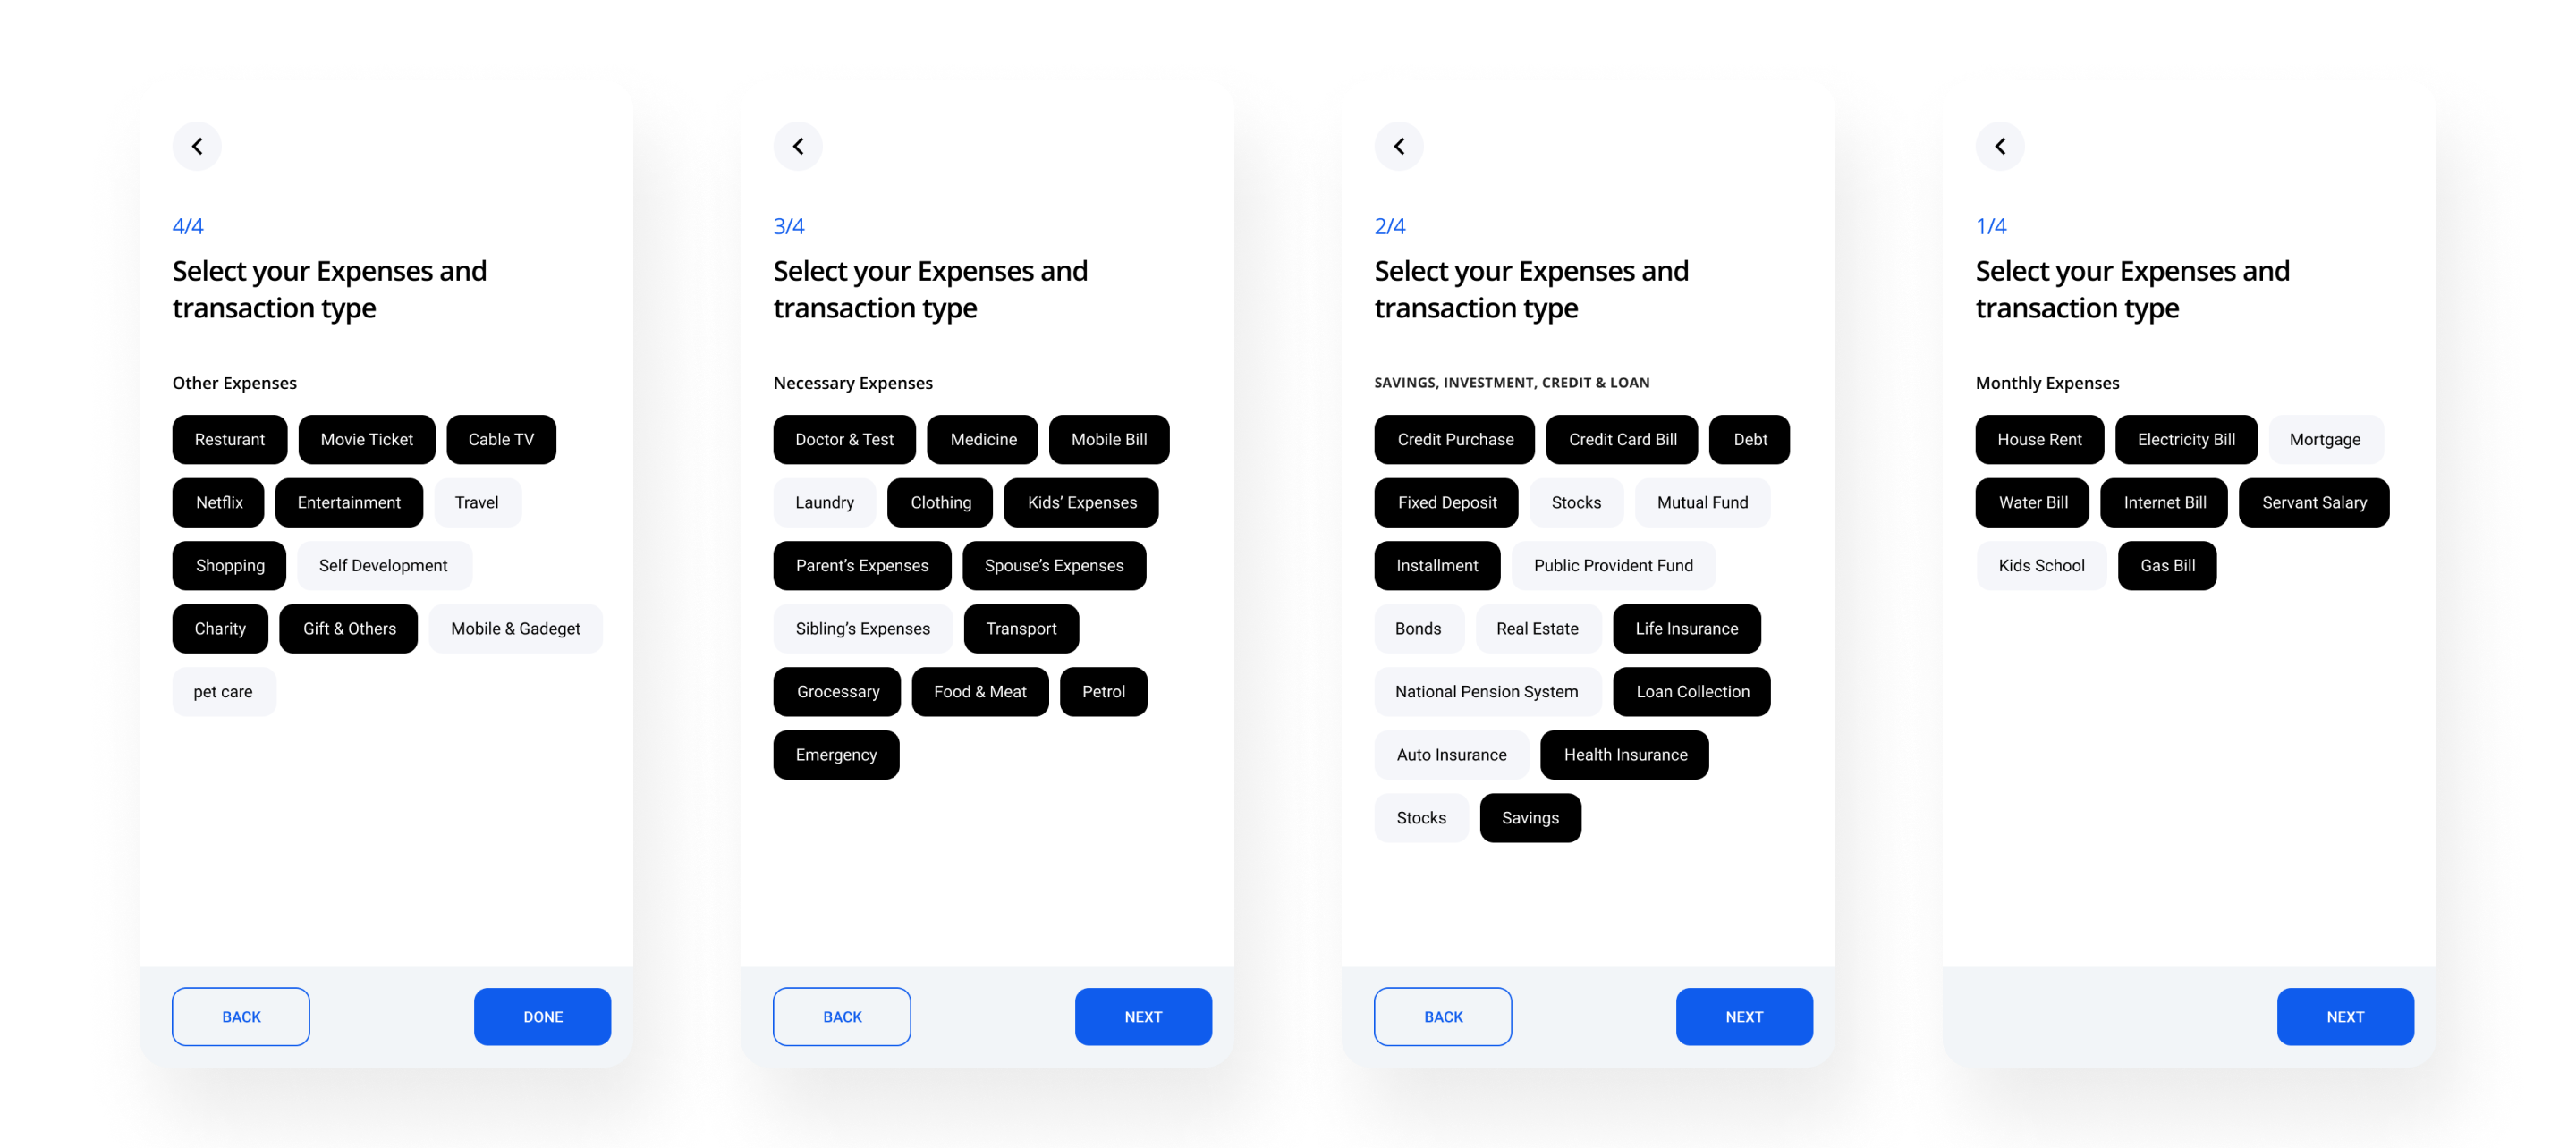 4/4
Select your Expenses and
transaction type
Other Expenses
Resturant Movie Ticket Cable TV
Netflix Entertainment Travel
Shopping Self Development
Charity Gift & Others Mobile & Gadeget
pet care
BACK DONE
3/4
Select your Expenses and
transaction type
Necessary Expenses
Doctor & Test Medicine Mobile Bill
Laundry Clothing Kids’ Expenses
Parent’s Expenses Spouse’s Expenses
Sibling’s Expenses Transport
Grocessary Food & Meat Petrol
Emergency
BACK NEXT
2/4
Select your Expenses and
transaction type
SAVINGS, INVESTMENT, CREDIT & LOAN
Credit Purchase Credit Card Bill Debt
Fixed Deposit Stocks Mutual Fund
Installment Public Provident Fund
Bonds Real Estate Life Insurance
National Pension System Loan Collection
Auto Insurance Health Insurance
Stocks Savings
BACK NEXT
1/4
Select your Expenses and
transaction type
Monthly Expenses
House Rent Electricity Bill Mortgage
Water Bill Internet Bill Servant Salary
Kids School Gas Bill
NEXT